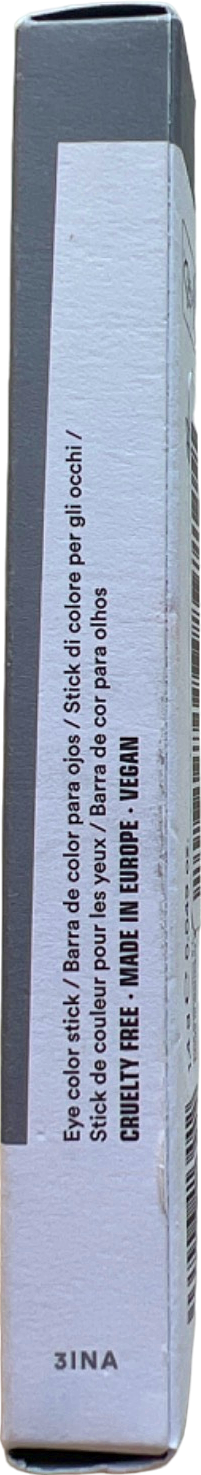 Eye color stick / Barra de color para ojos / Stick di colore per gli occhi /
Stick de couleur pour les yeux / Barra de cor para olhos
CRUELTY FREE · MADE IN EUROPE · VEGAN
3INA